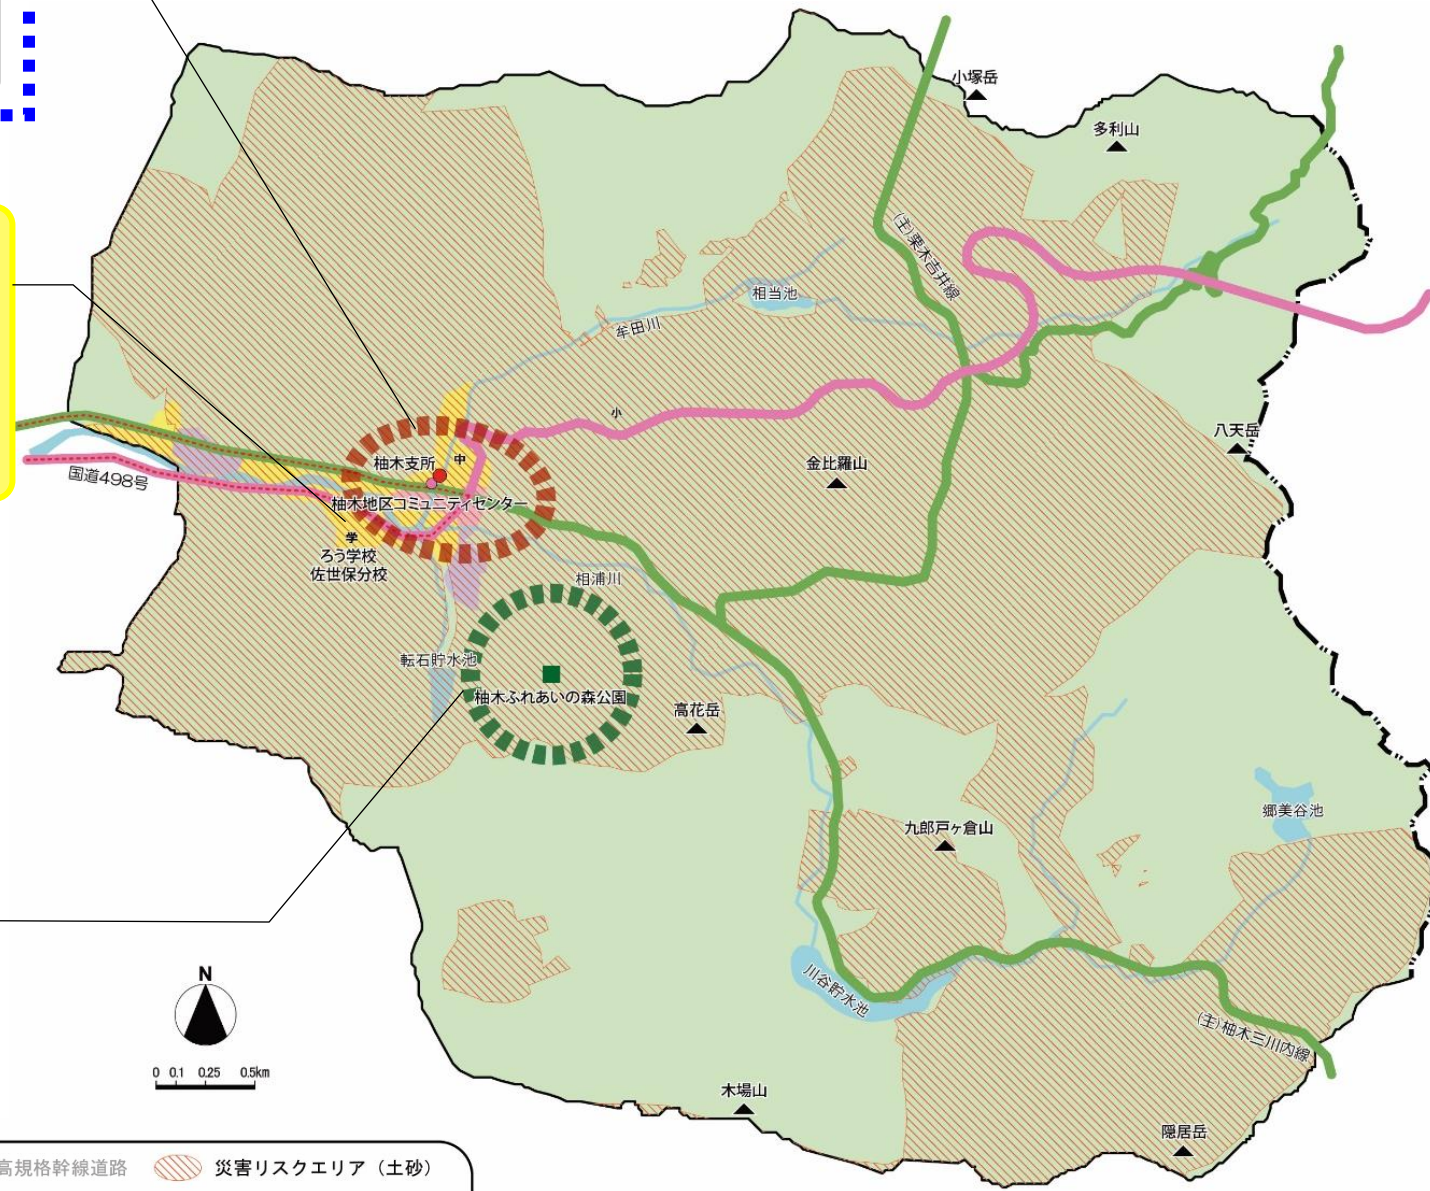 小塚岳
多利山
(主)栗木吉井線
相当池
牟田川
小
八天岳
金比羅山
柚木支所
中
国道498号
柚木地区コミュニティセンター
学
ろう学校
佐世保分校
相浦川
転石貯水池
柚木ふれあいの森公園
高花岳
郷美谷池
九郎戸ヶ倉山
川谷貯水池
N
(主)柚木三川内線
0 0.1 0.25 0.5km
木場山
隠居岳
高規格幹線道路
災害リスクエリア（土砂）